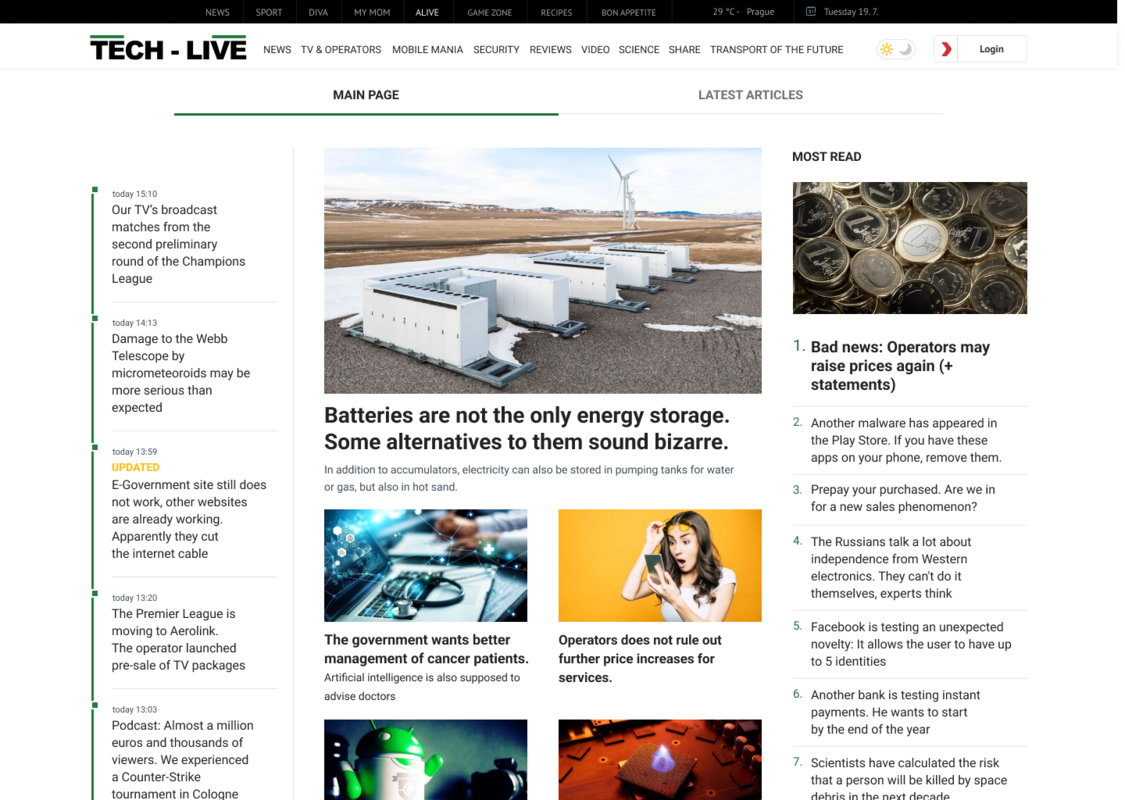 NEWS SPORT DIVA MY MOM ALIVE GAME ZONE RECIPES BON APPETITE 29 °C - Prague Tuesday 19. 7.
TECH - LIVE
NEWS TV & OPERATORS MOBILE MANIA SECURITY REVIEWS VIDEO SCIENCE SHARE TRANSPORT OF THE FUTURE
Login
MAIN PAGE LATEST ARTICLES
today 15:10
Our TV's broadcast
matches from the
second preliminary
round of the Champions
League
today 14:13
Damage to the Webb
Telescope by
micrometeoroids may be
more serious than
expected
today 13:59
UPDATED
E-Government site still does
not work, other websites
are already working.
Apparently they cut
the internet cable
today 13:20
The Premier League is
moving to Aerolink.
The operator launched
pre-sale of TV packages
today 13:03
Podcast: Almost a million
euros and thousands of
viewers. We experienced
a Counter-Strike
tournament in Cologne
Batteries are not the only energy storage.
Some alternatives to them sound bizarre.
In addition to accumulators, electricity can also be stored in pumping tanks for water
or gas, but also in hot sand.
The government wants better
management of cancer patients.
Artificial intelligence is also supposed to
advise doctors
Operators does not rule out
further price increases for
services.
MOST READ
1. Bad news: Operators may
raise prices again (+
statements)
2. Another malware has appeared in
the Play Store. If you have these
apps on your phone, remove them.
3. Prepay your purchased. Are we in
for a new sales phenomenon?
4. The Russians talk a lot about
independence from Western
electronics. They can't do it
themselves, experts think
5. Facebook is testing an unexpected
novelty: It allows the user to have up
to 5 identities
6. Another bank is testing instant
payments. He wants to start
by the end of the year
7. Scientists have calculated the risk
that a person will be killed by space
debris in the next decade